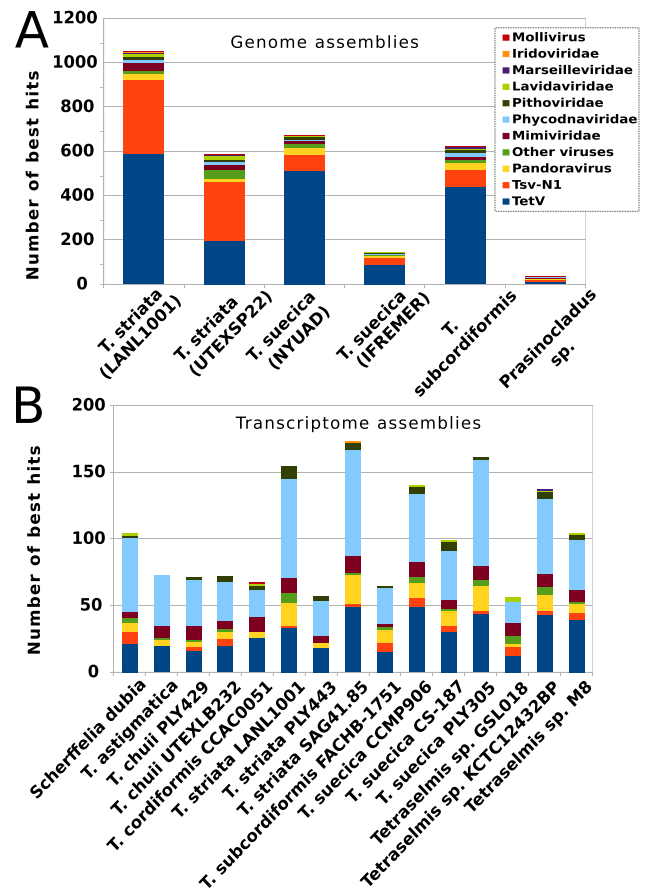 A
Genome assemblies
Number of best hits
1200
1000
800
600
400
200
0
Mollivirus
Iridoviridae
Marseilleviridae
Lavidaviridae
Pithoviridae
Phycodnaviridae
Mimiviridae
Other viruses
Pandoravirus
Tsv-N1
TetV
T. striata
(LANL1001)
T. striata
(UTEXSP22)
T. suecica
(NYUAD)
T. suecica
(IFREMER)
T.
subcordiformis
Prasinocladus
sp.
B
Transcriptome assemblies
Number of best hits
200
150
100
50
0
Scherffelia dubia
T. astigmatica
T. chuii PLY429
T. chuii UTEXLB232
T. cordiformis CCAC0051
T. striata LANL1001
T. striata PLY443
T. striata SAG41.85
T. subcordiformis FACHB-1751
T. suecica CCMP906
T. suecica CS-187
T. suecica PLY305
Tetraselmis sp. GSL018
Tetraselmis sp. KCTC12432BP
Tetraselmis sp. M8